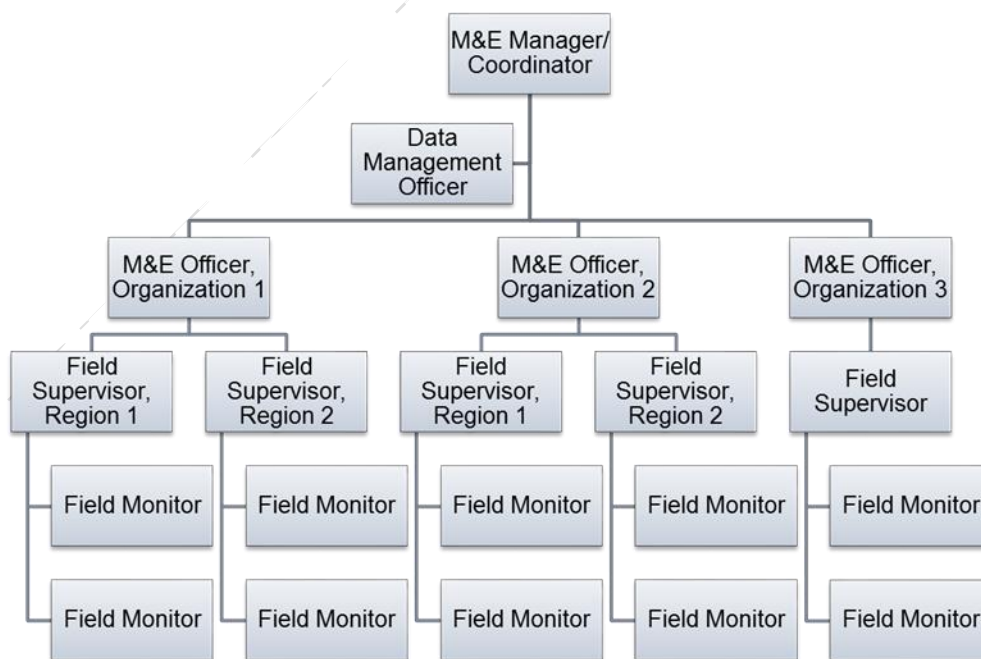 M&E Manager/
Coordinator
Data
Management
Officer
M&E Officer,
Organization 1
M&E Officer,
Organization 2
M&E Officer,
Organization 3
Field
Supervisor,
Region 1
Field
Supervisor,
Region 2
Field
Supervisor,
Region 1
Field
Supervisor,
Region 2
Field
Supervisor
Field Monitor
Field Monitor
Field Monitor
Field Monitor
Field Monitor
Field Monitor
Field Monitor
Field Monitor
Field Monitor
Field Monitor